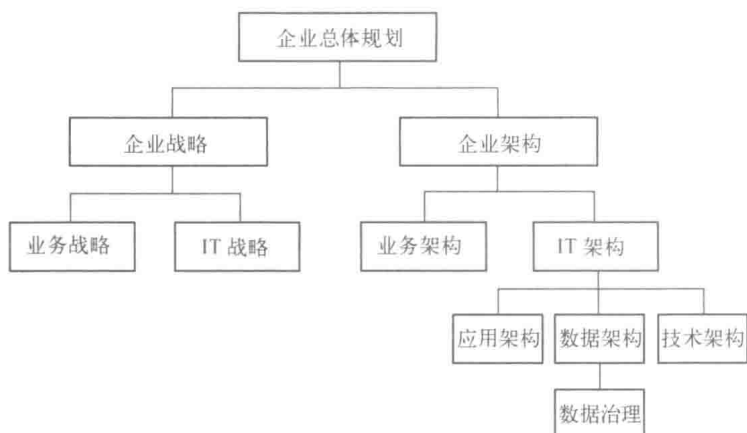 企业总体规划
企业战略
企业架构
业务战略
IT 战略
业务架构
IT 架构
应用架构
数据架构
技术架构
数据治理